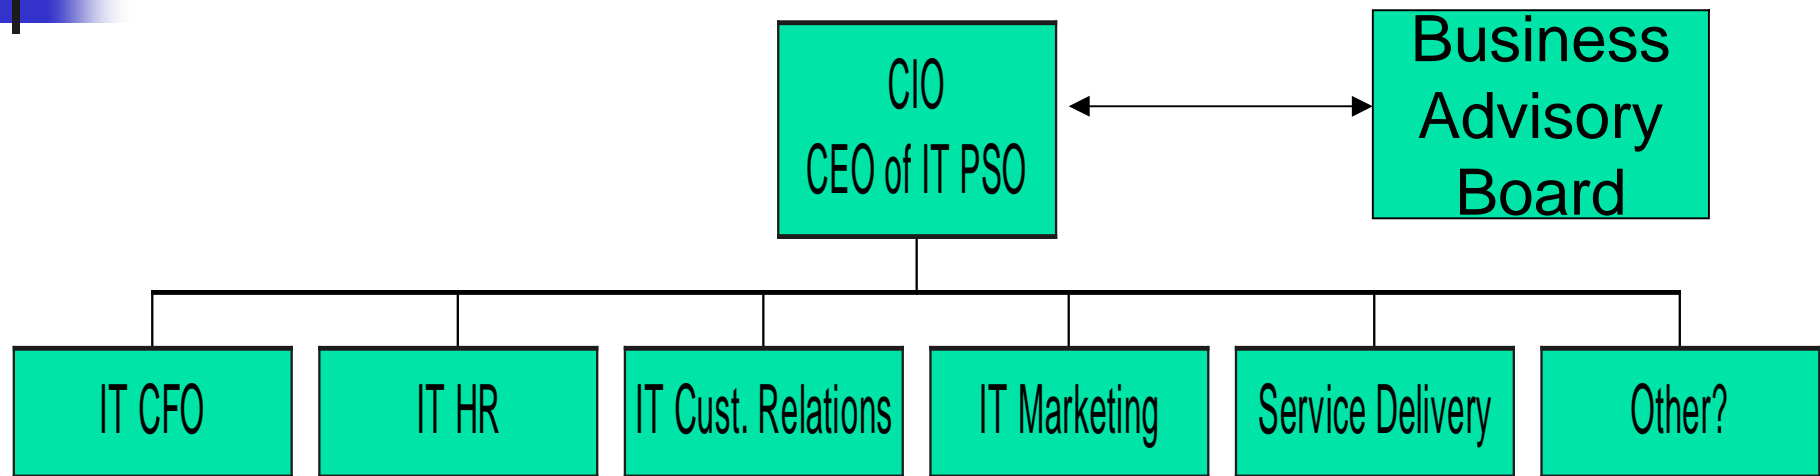 CIO
CEO of IT PSO
Business
Advisory
Board
IT CFO
IT HR
IT Cust. Relations
IT Marketing
Service Delivery
Other?